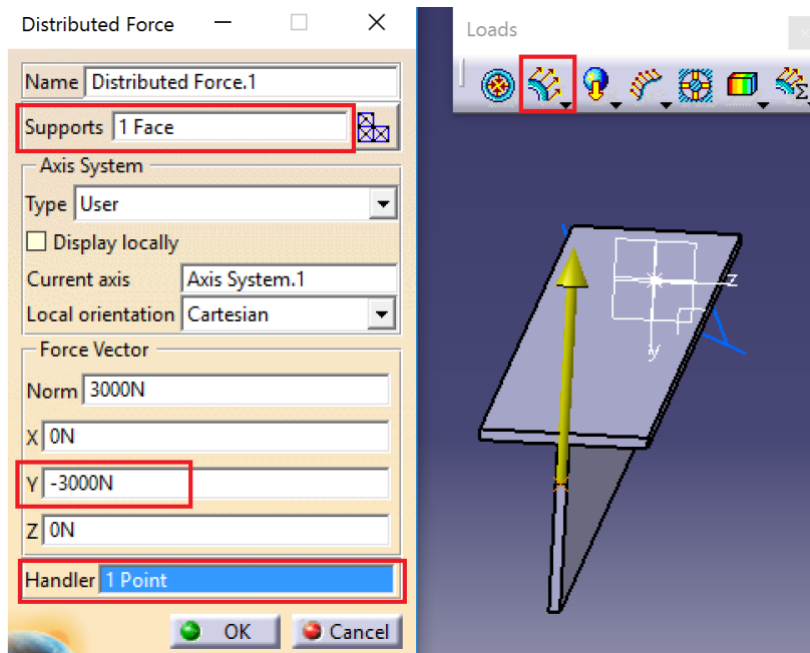 Distributed Force
Name Distributed Force.1
Supports 1 Face
Axis System
Type User
Display locally
Current axis Axis System.1
Local orientation Cartesian
Force Vector
Norm 3000N
X 0N
Y -3000N
Z 0N
Handler 1 Point
OK Cancel
Loads
Σ
z
y